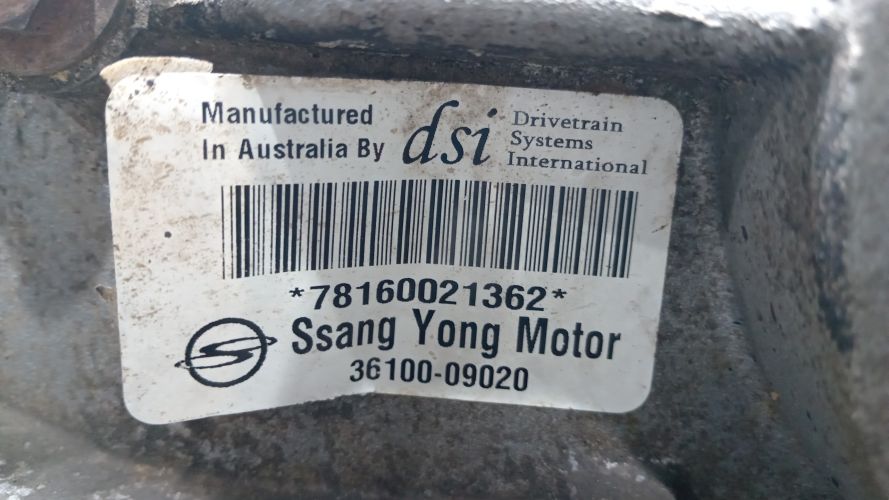 Manufactured
In Australia By
dsi
Drivetrain
Systems
International
*78160021362*
Ssang Yong Motor
36100-09020